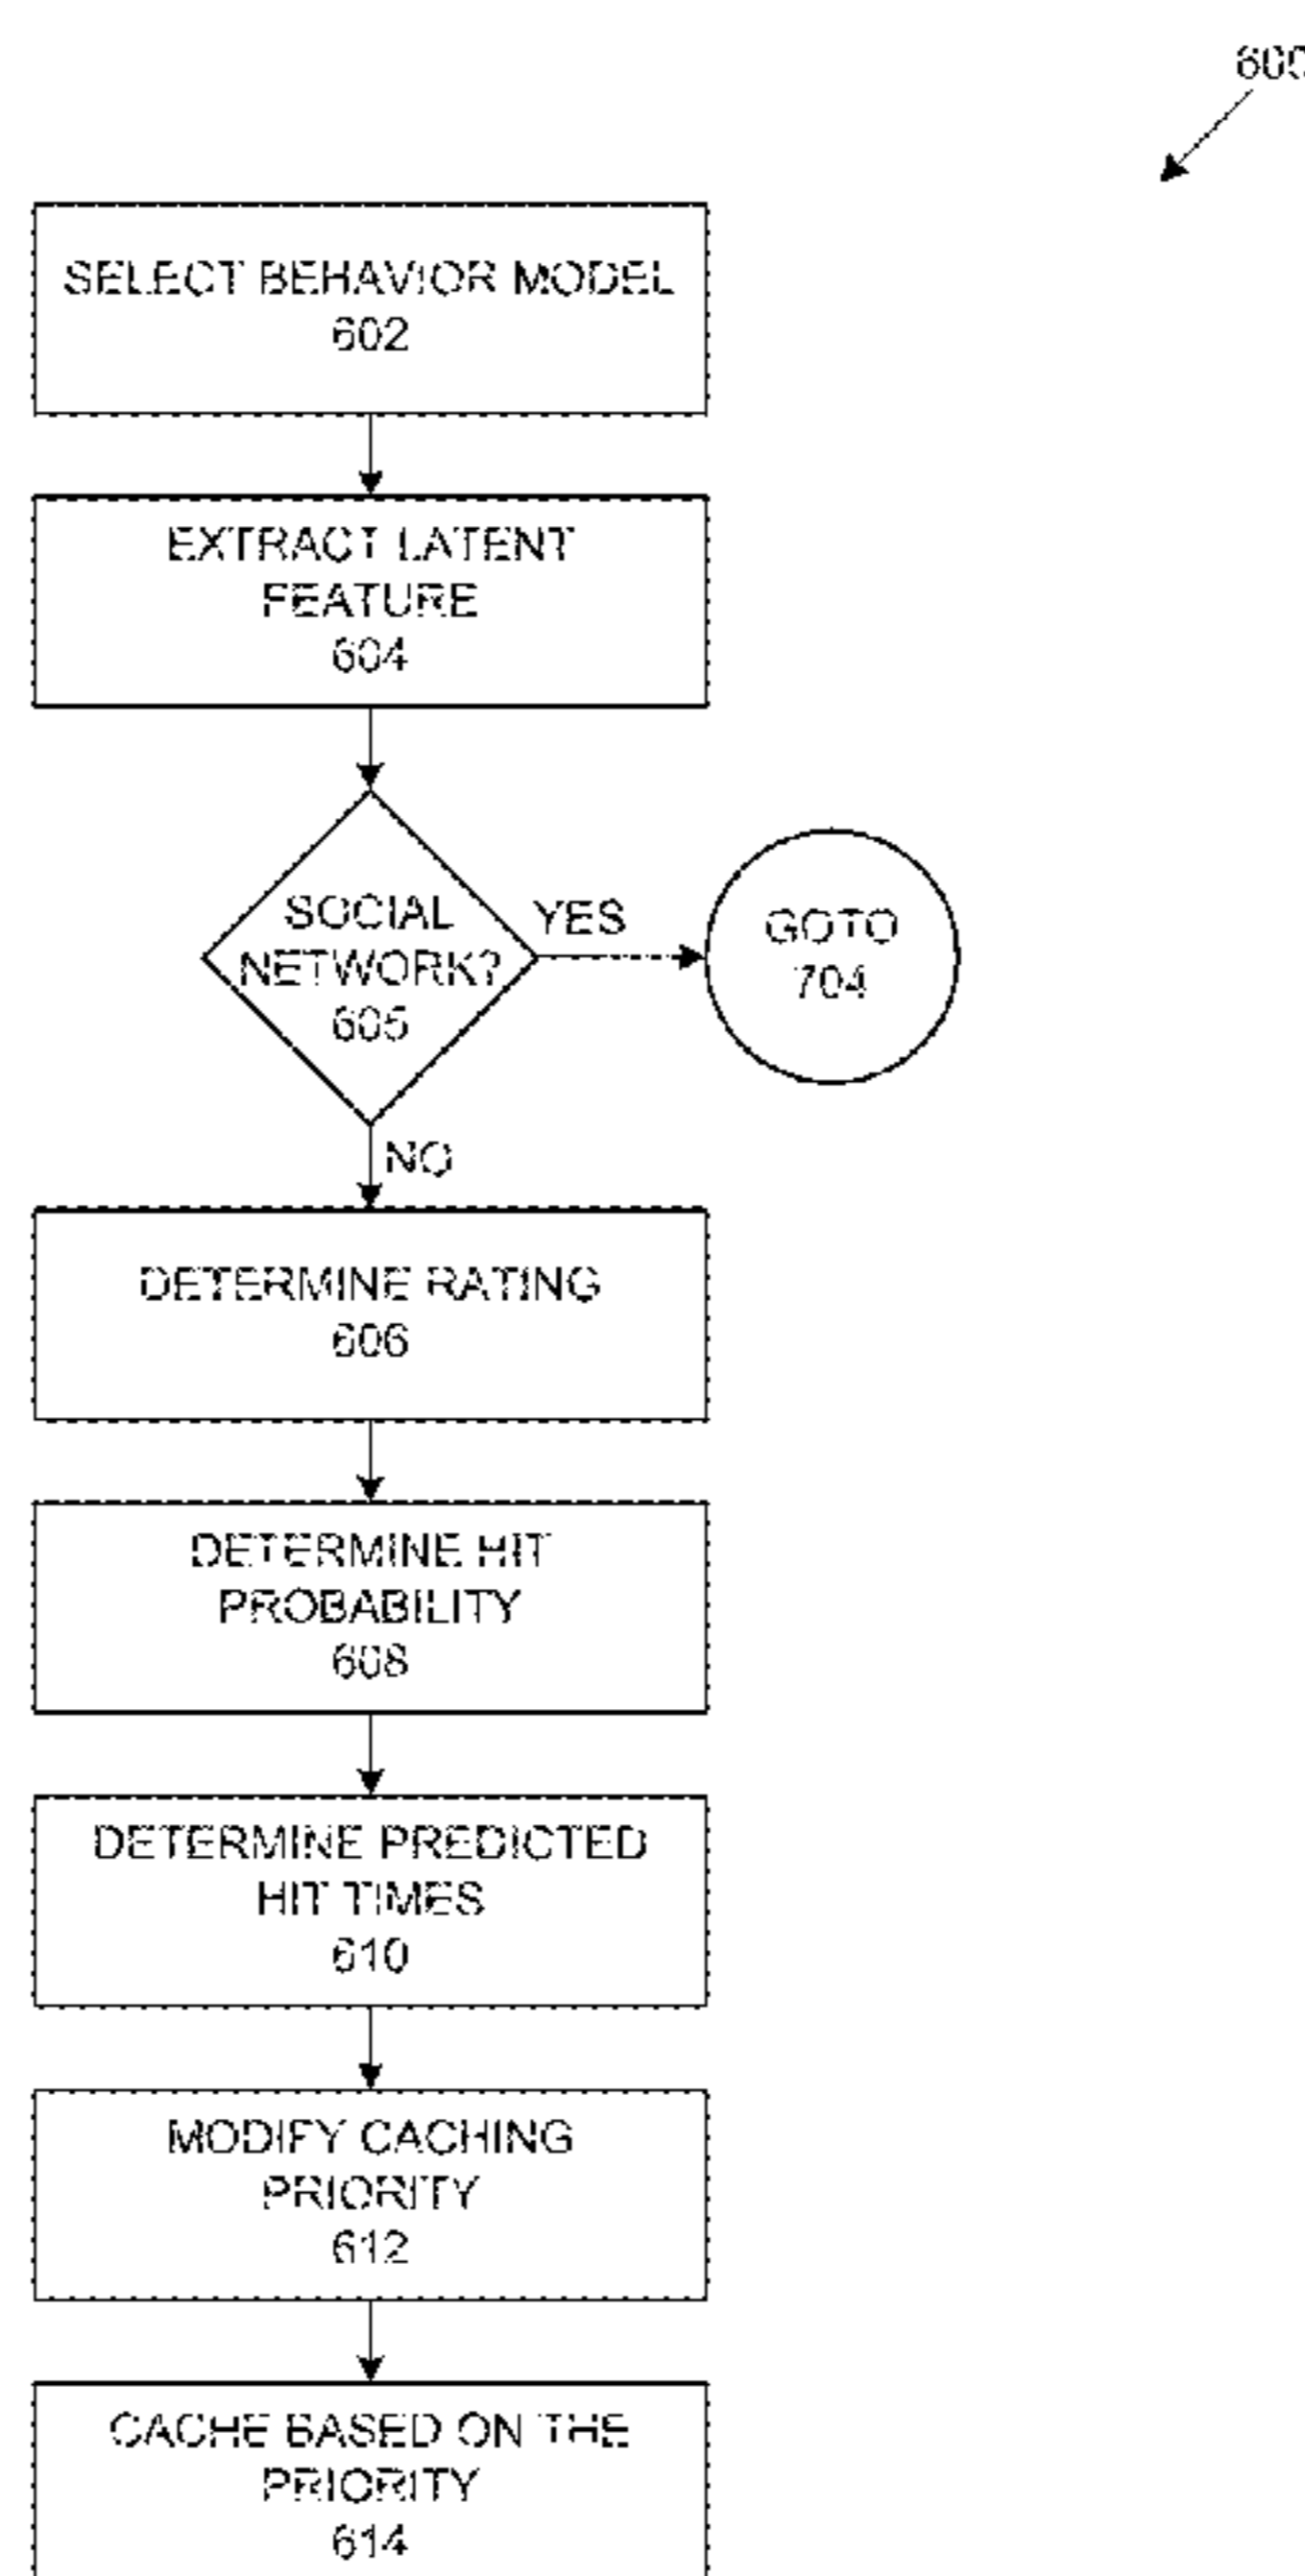 600
SELECT BEHAVIOR MODEL
602
EXTRACT LATENT
FEATURE
604
SOCIAL
NETWORK?
605
YES
GOTO
704
NO
DETERMINE RATING
606
DETERMINE HIT
PROBABILITY
608
DETERMINE PREDICTED
HIT TIMES
610
MODIFY CACHING
PRIORITY
612
CACHE BASED ON THE
PRIORITY
614